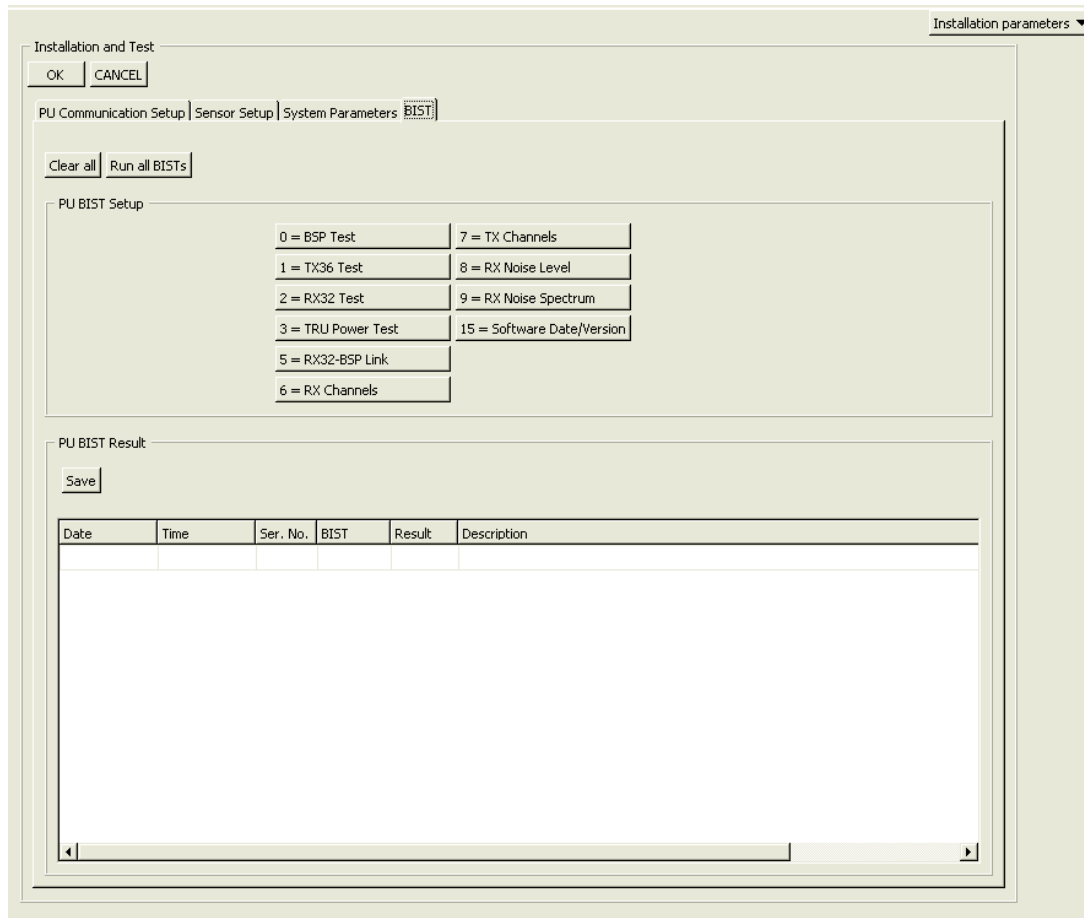 Installation parameters
Installation and Test
OK CANCEL
PU Communication Setup Sensor Setup System Parameters BIST
Clear all Run all BISTs
PU BIST Setup
0 = BSP Test 7 = TX Channels
1 = TX36 Test 8 = RX Noise Level
2 = RX32 Test 9 = RX Noise Spectrum
3 = TRU Power Test 15 = Software Date/Version
5 = RX32-BSP Link
6 = RX Channels
PU BIST Result
Save
Date Time Ser. No. BIST Result Description